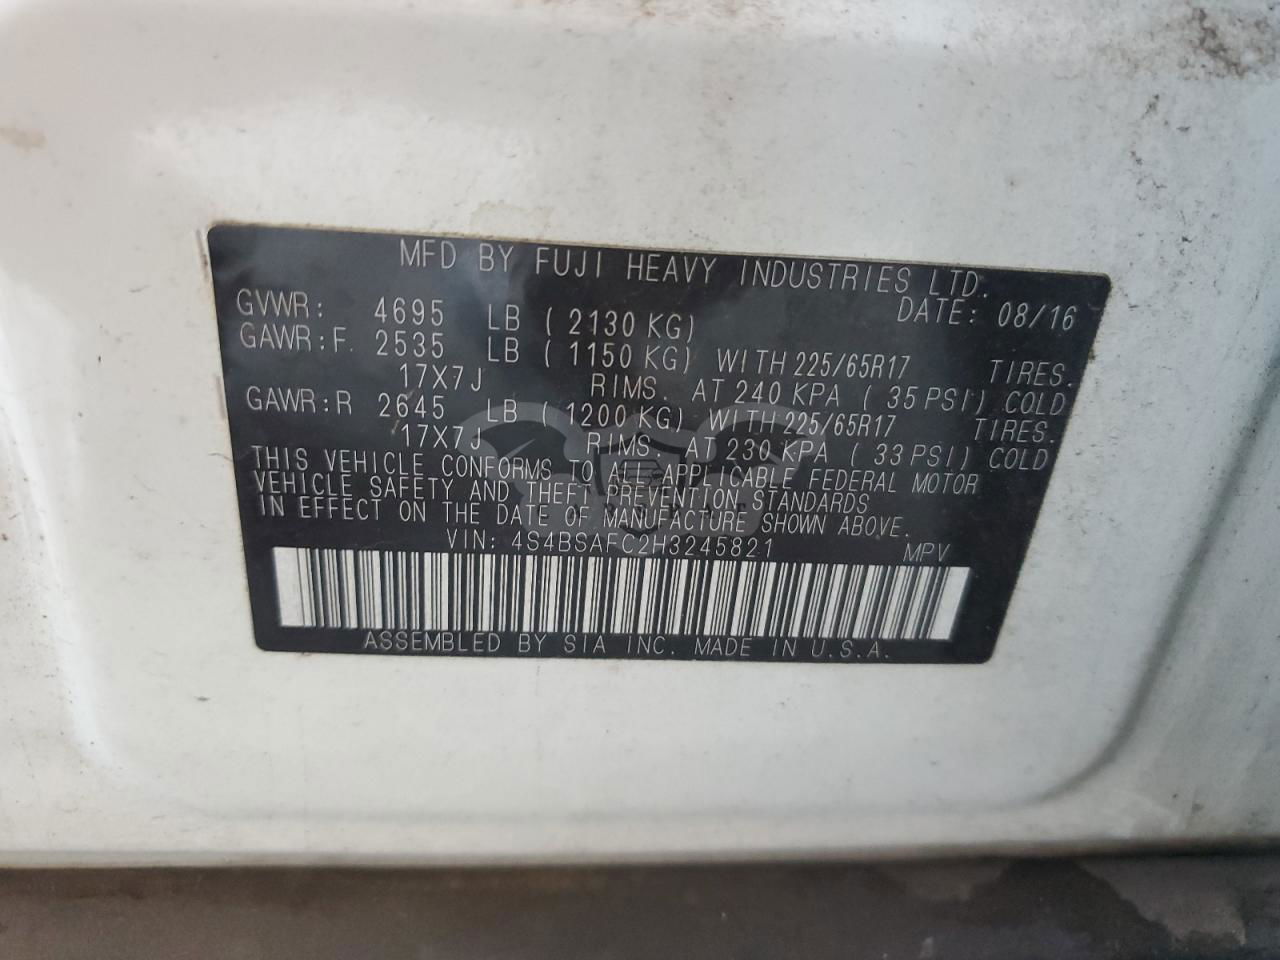 MFD BY FUJI HEAVY INDUSTRIES LTD.
DATE: 08/16
GVWR: 4695 LB (2130 KG)
GAWR:F. 2535 LB (1150 KG) WITH 225/65R17 TIRES.
17X7J RIMS. AT 240 KPA (35 PSI) COLD
GAWR:R 2645 LB (1200 KG) WITH 225/65R17 TIRES.
17X7J RIMS. AT 230 KPA (33 PSI) COLD
THIS VEHICLE CONFORMS TO ALL APPLICABLE FEDERAL MOTOR
VEHICLE SAFETY AND THEFT PREVENTION STANDARDS
IN EFFECT ON THE DATE OF MANUFACTURE SHOWN ABOVE.
VIN: 4S4BSAFC2H3245821 MPV
ASSEMBLED BY SIA INC. MADE IN U.S.A.